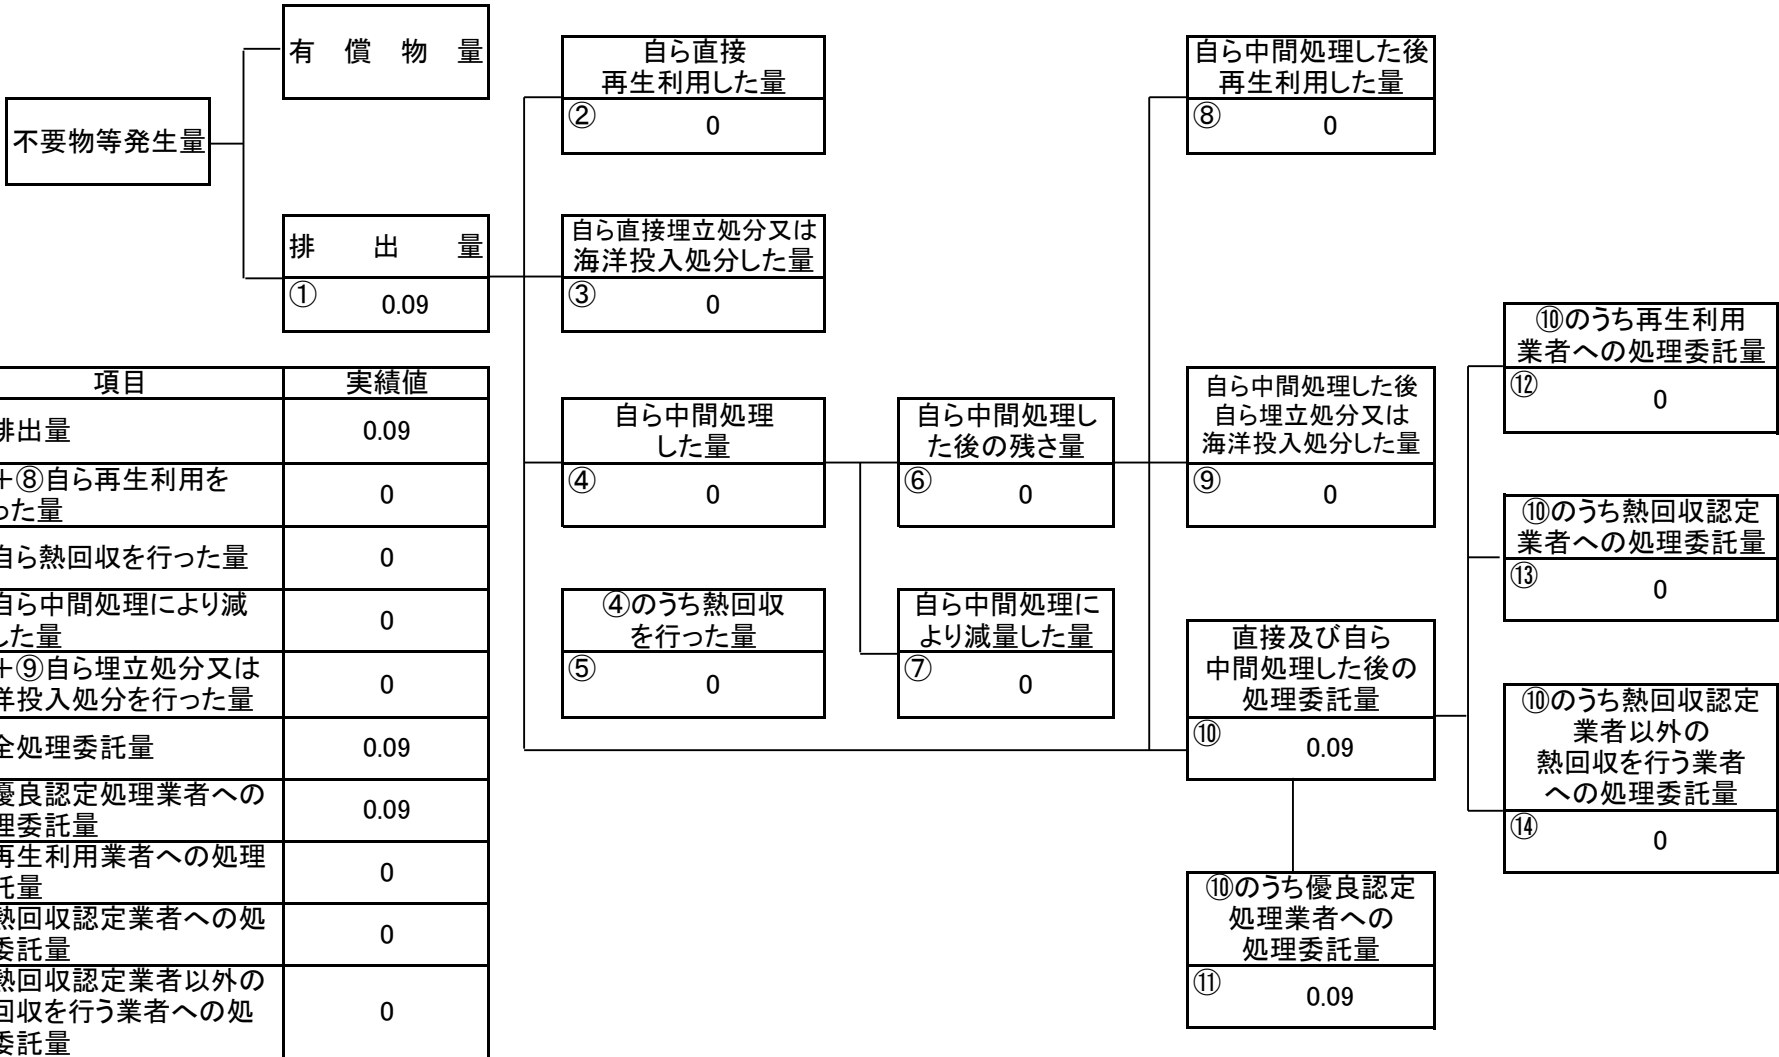 有 償 物 量
不要物等発生量
排 出 量
① 0.09
自ら直接
再生利用した量
② 0
自ら直接埋立処分又は
海洋投入処分した量
③ 0
自ら中間処理
した量
④ 0
④のうち熱回収
を行った量
⑤ 0
自ら中間処理し
た後の残さ量
⑥ 0
自ら中間処理に
より減量した量
⑦ 0
自ら中間処理した後
再生利用した量
⑧ 0
自ら中間処理した後
自ら埋立処分又は
海洋投入処分した量
⑨ 0
直接及び自ら
中間処理した後の
処理委託量
⑩ 0.09
⑩のうち優良認定
処理業者への
処理委託量
⑪ 0.09
⑩のうち再生利用
業者への処理委託量
⑫ 0
⑩のうち熱回収認定
業者への処理委託量
⑬ 0
⑩のうち熱回収認定
業者以外の
熱回収を行う業者
への処理委託量
⑭ 0
項目 実績値
排出量 0.09
+⑧自ら再生利用を
った量 0
自ら熱回収を行った量 0
自ら中間処理により減
した量 0
+⑨自ら埋立処分又は
洋投入処分を行った量 0
全処理委託量 0.09
優良認定処理業者への
理委託量 0.09
再生利用業者への処理
託量 0
熱回収認定業者への処
委託量 0
熱回収認定業者以外の
回収を行う業者への処
委託量 0